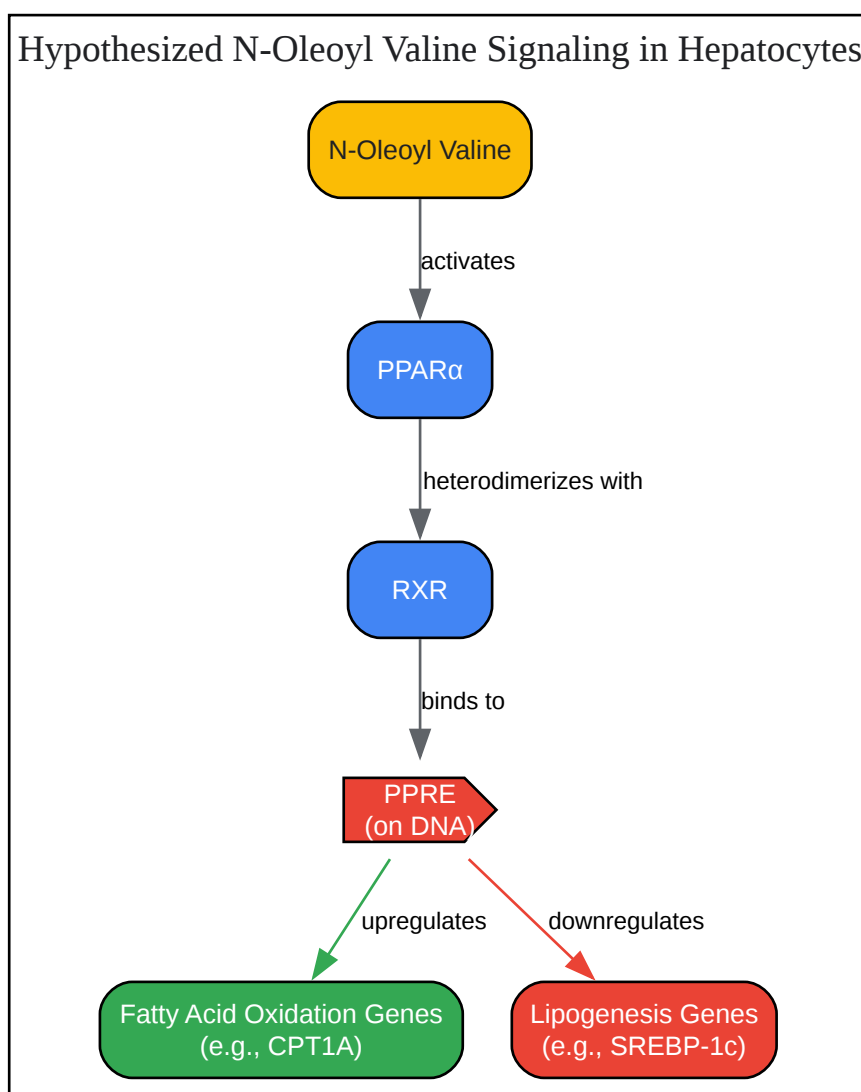 Hypothesized N-Oleoyl Valine Signaling in Hepatocytes
N-Oleoyl Valine
activates
PPARα
heterodimerizes with
RXR
binds to
PPRE
(on DNA)
upregulates
downregulates
Fatty Acid Oxidation Genes
(e.g., CPT1A)
Lipogenesis Genes
(e.g., SREBP-1c)